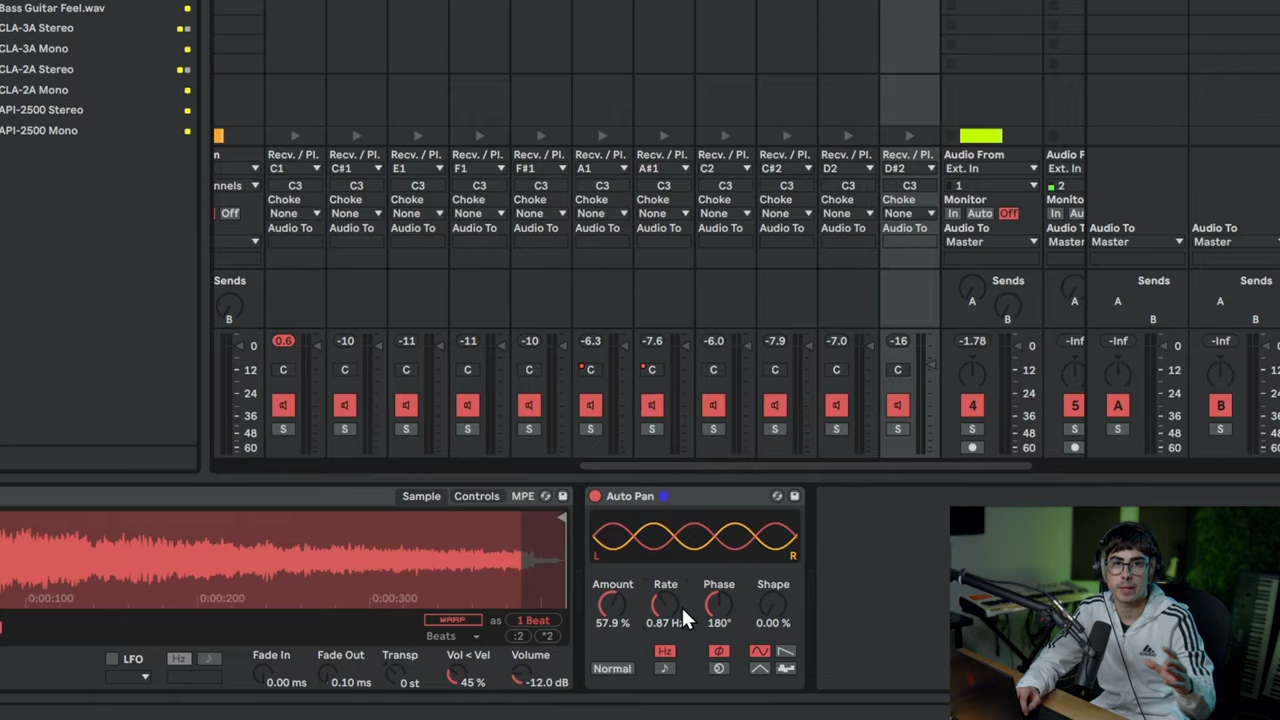 Bass Guitar Feel.wav
CLA-3A Stereo
CLA-3A Mono
CLA-2A Stereo
CLA-2A Mono
API-2500 Stereo
API-2500 Mono
Recv. / Pl. Recv. / Pl. Recv. / Pl. Recv. / Pl. Recv. / Pl. Recv. / Pl. Recv. / Pl. Recv. / Pl. Recv. / Pl. Recv. / Pl. Recv. / Pl. Audio From Audio F
C1 C#1 E1 F1 F#1 A1 A#1 C2 C#2 D2 D#2 Ext. In Ext. In
nnels C3 C3 C3 C3 C3 C3 C3 C3 C3 C3 C3 1 2
Choke Choke Choke Choke Choke Choke Choke Choke Choke Choke Choke Monitor Monito
Off None None None None None None None None None None None In Auto Off In Au
Audio To Audio To Audio To Audio To Audio To Audio To Audio To Audio To Audio To Audio To Audio To Audio To Audio T Audio To Audio To
Master Master Master Master
Sends Sends Sends Sends
A A A A
B B B B
0 0.6 -10 -11 -11 -10 -6.3 -7.6 -6.0 -7.9 -7.0 -16 -1.78 0 -Inf -Inf 0 -Inf
12 C C C C C C C C C C C 12 12
24 24 24
36 4 36 5 A 36 B
48 S S S S S S S S S S S S 48 S S 48 S
60 60 60
Sample Controls MPE Auto Pan
L R
Amount Rate Phase Shape
0:00:100 0:00:200 0:00:300
57.9 % 0.87 Hz 180° 0.00 %
WARP as 1 Beat
Beats :2 *2
LFO Hz Fade In Fade Out Transp Vol < Vel Volume Hz
Normal
0.00 ms 0.10 ms 0 st 45 % -12.0 dB